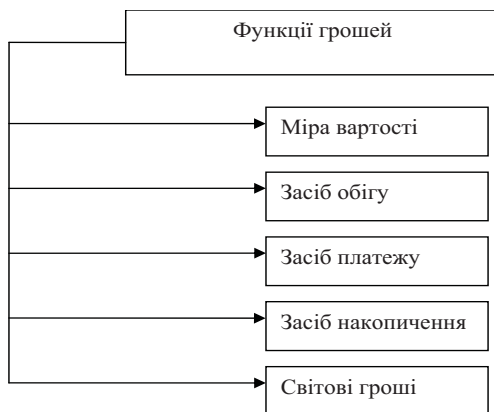 Функції грошей
Міра вартості
Засіб обігу
Засіб платежу
Засіб накопичення
Світові гроші